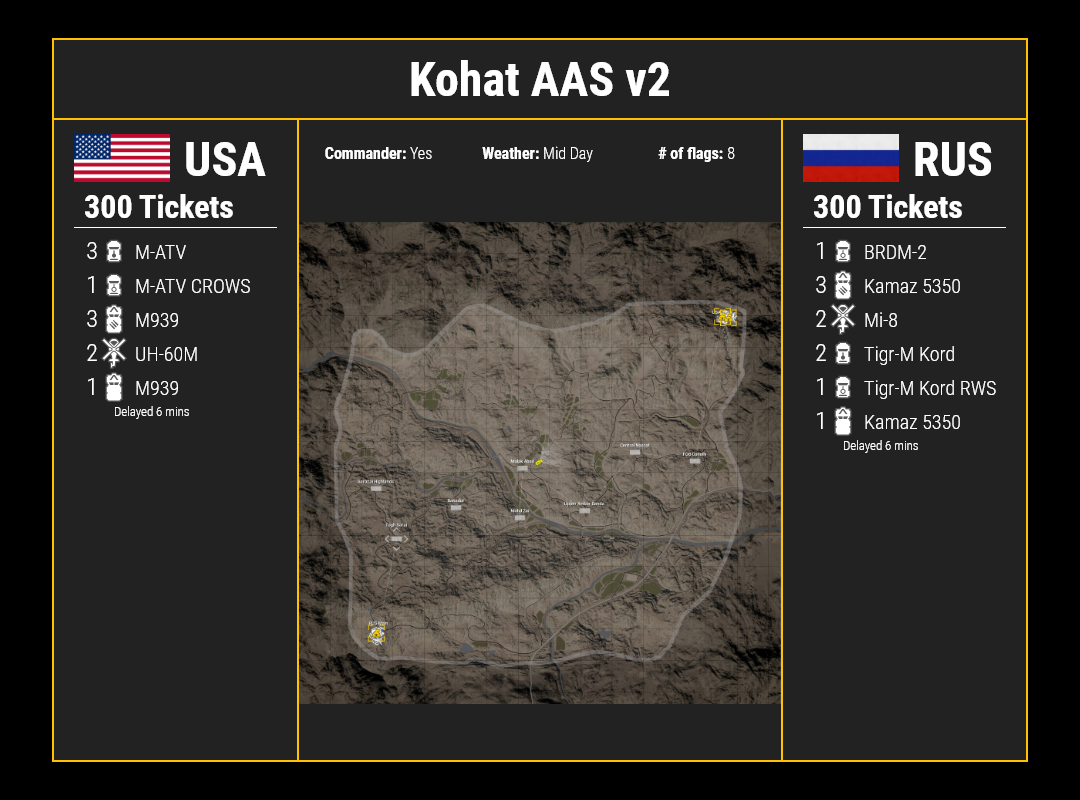 Kohat AAS v2
USA
300 Tickets
3 M-ATV
1 M-ATV CROWS
3 M939
2 UH-60M
1 M939
Delayed 6 mins
Commander: Yes
Weather: Mid Day
# of flags: 8
RUS
300 Tickets
1 BRDM-2
3 Kamaz 5350
2 Mi-8
2 Tigr-M Kord
1 Tigr-M Kord RWS
1 Kamaz 5350
Delayed 6 mins